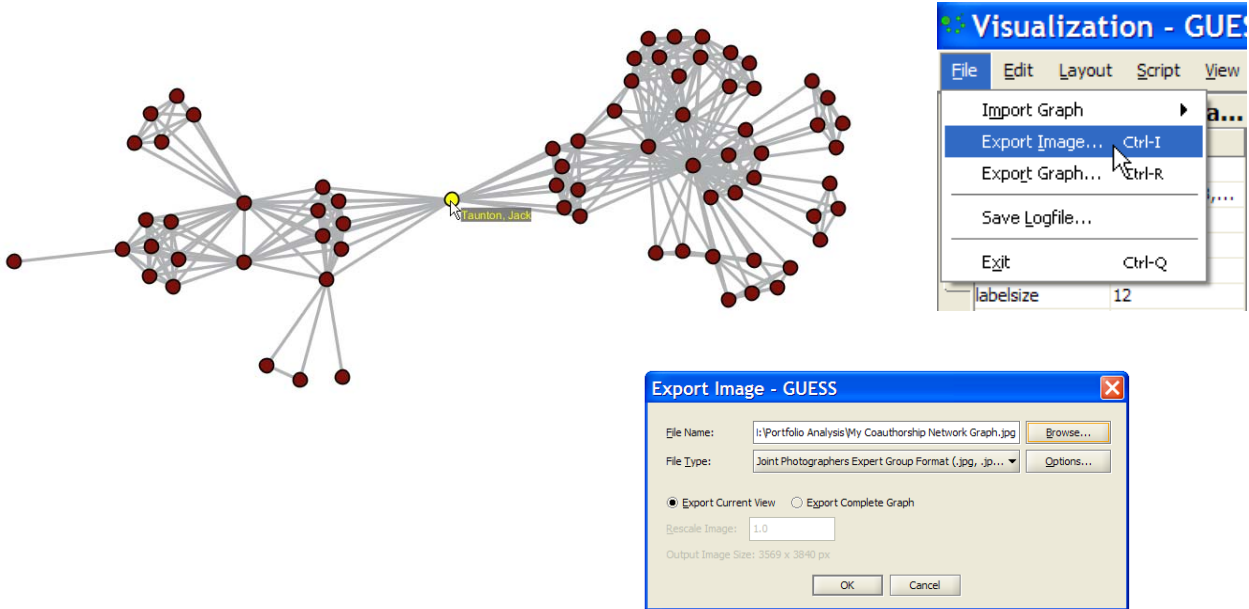 Taunton, Jack
Visualization - GUES
File Edit Layout Script View
Import Graph
a...
Export Image... Ctrl-I
Export Graph... Ctrl-R
,...
Save Logfile...
Exit Ctrl-Q
labelsize 12
Export Image - GUESS
File Name: I:\Portfolio Analysis\My Coauthorship Network Graph.jpg Browse...
File Type: Joint Photographers Expert Group Format (.jpg, .jp... Options...
Export Current View Export Complete Graph
Rescale Image: 1.0
Output Image Size: 3569 x 3840 px
OK Cancel